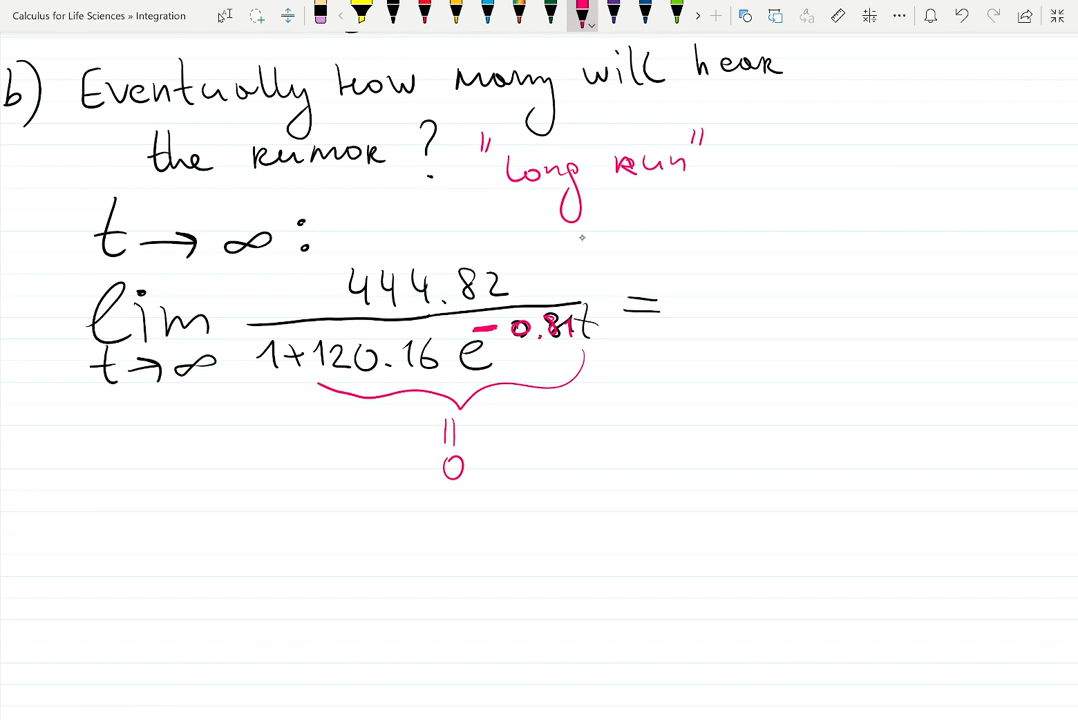 Calculus for Life Sciences » Integration
b) Eventually how many will hear
the rumor? "long run"
t → ∞ :
lim t→∞ 444.82 / 1+120.16 e^-0.81t =
||
0